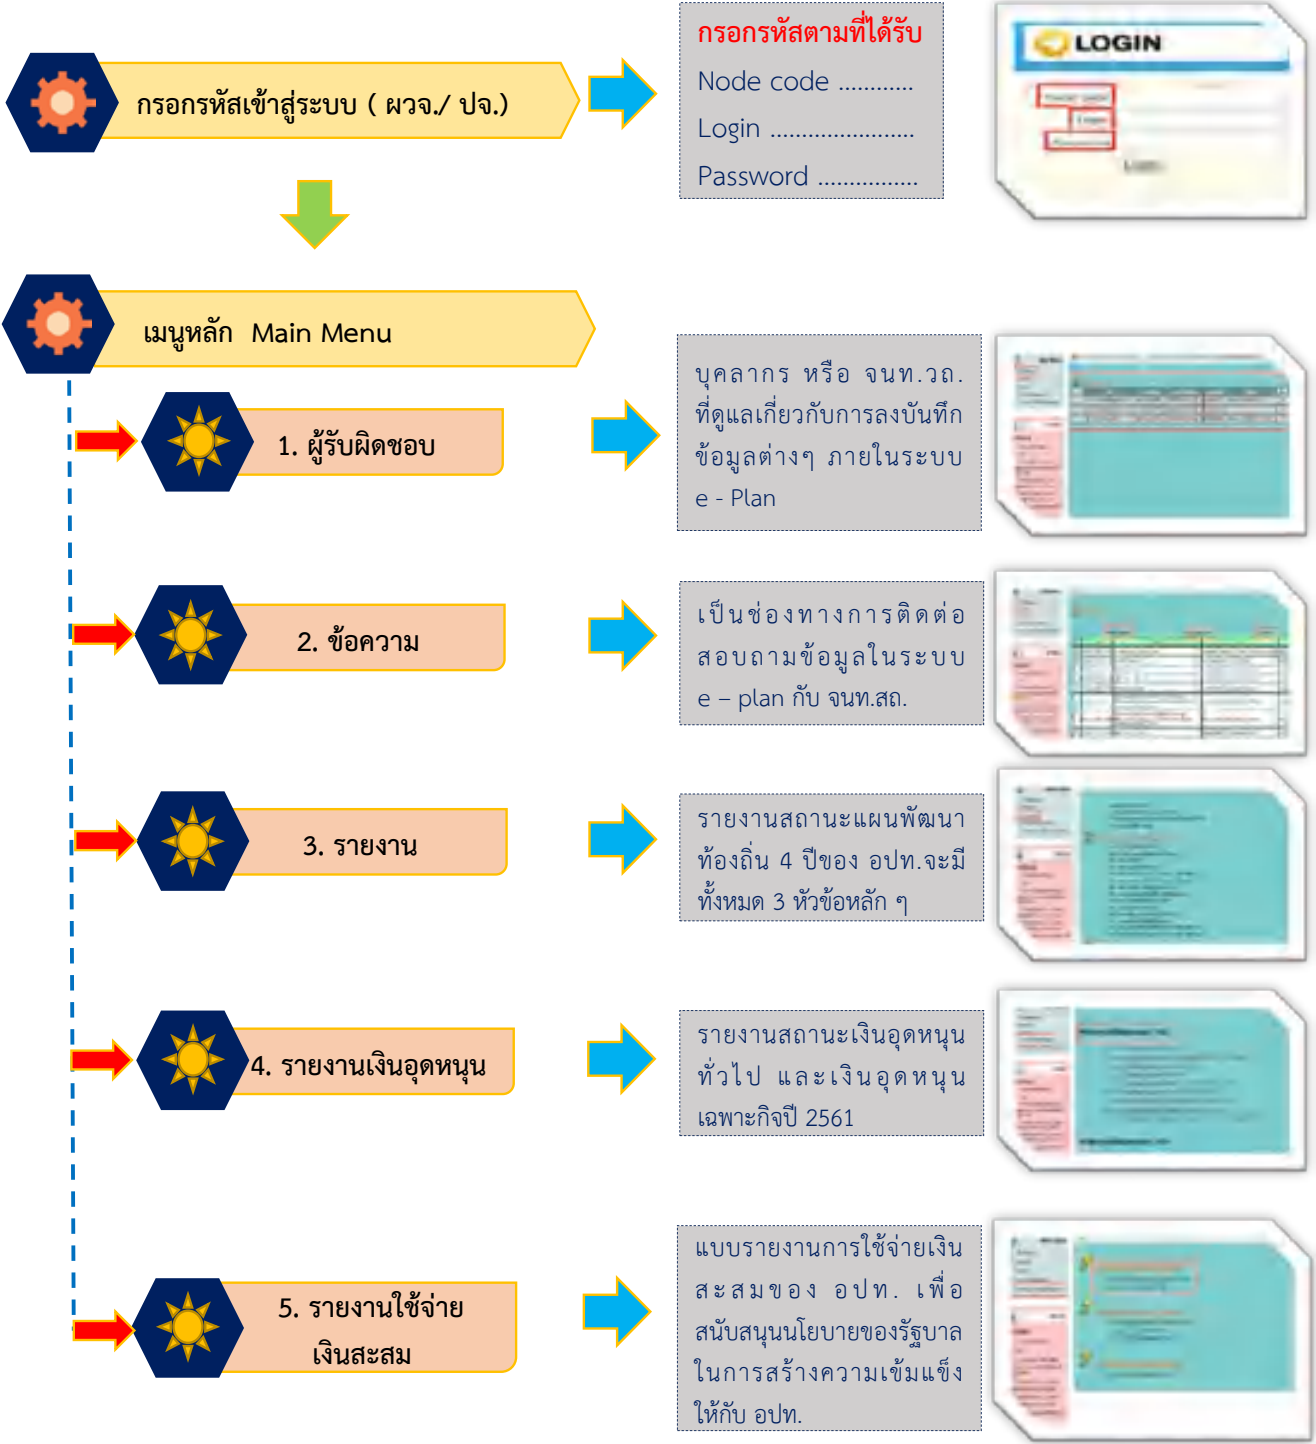 กรอกรหัสเข้าสู่ระบบ ( ผวจ./ ปจ.)
กรอกรหัสตามที่ได้รับ
Node code ............
Login .......................
Password ................
LOGIN
เมนูหลัก Main Menu
1. ผู้รับผิดชอบ
บุคลากร หรือ จนท.วถ.
ที่ดูแลเกี่ยวกับการลงบันทึก
ข้อมูลต่างๆ ภายในระบบ
e - Plan
2. ข้อความ
เป็นช่องทางการติดต่อ
สอบถามข้อมูลในระบบ
e – plan กับ จนท.สถ.
3. รายงาน
รายงานสถานะแผนพัฒนา
ท้องถิ่น 4 ปีของ อปท.จะมี
ทั้งหมด 3 หัวข้อหลัก ๆ
4. รายงานเงินอุดหนุน
รายงานสถานะเงินอุดหนุน
ทั่วไป และเงินอุดหนุน
เฉพาะกิจปี 2561
5. รายงานใช้จ่าย
เงินสะสม
แบบรายงานการใช้จ่ายเงิน
สะสมของ อปท. เพื่อ
สนับสนุนนโยบายของรัฐบาล
ในการสร้างความเข้มแข็ง
ให้กับ อปท.